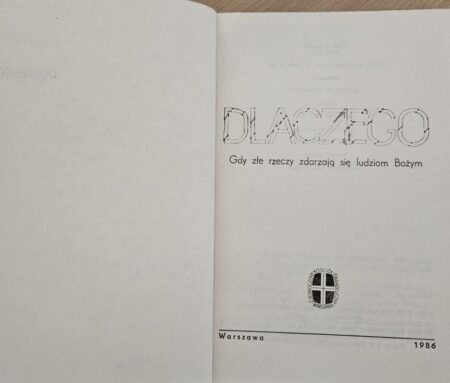 DLACZEGO
Gdy złe rzeczy zdarzają się ludziom Bożym
Warszawa
1986